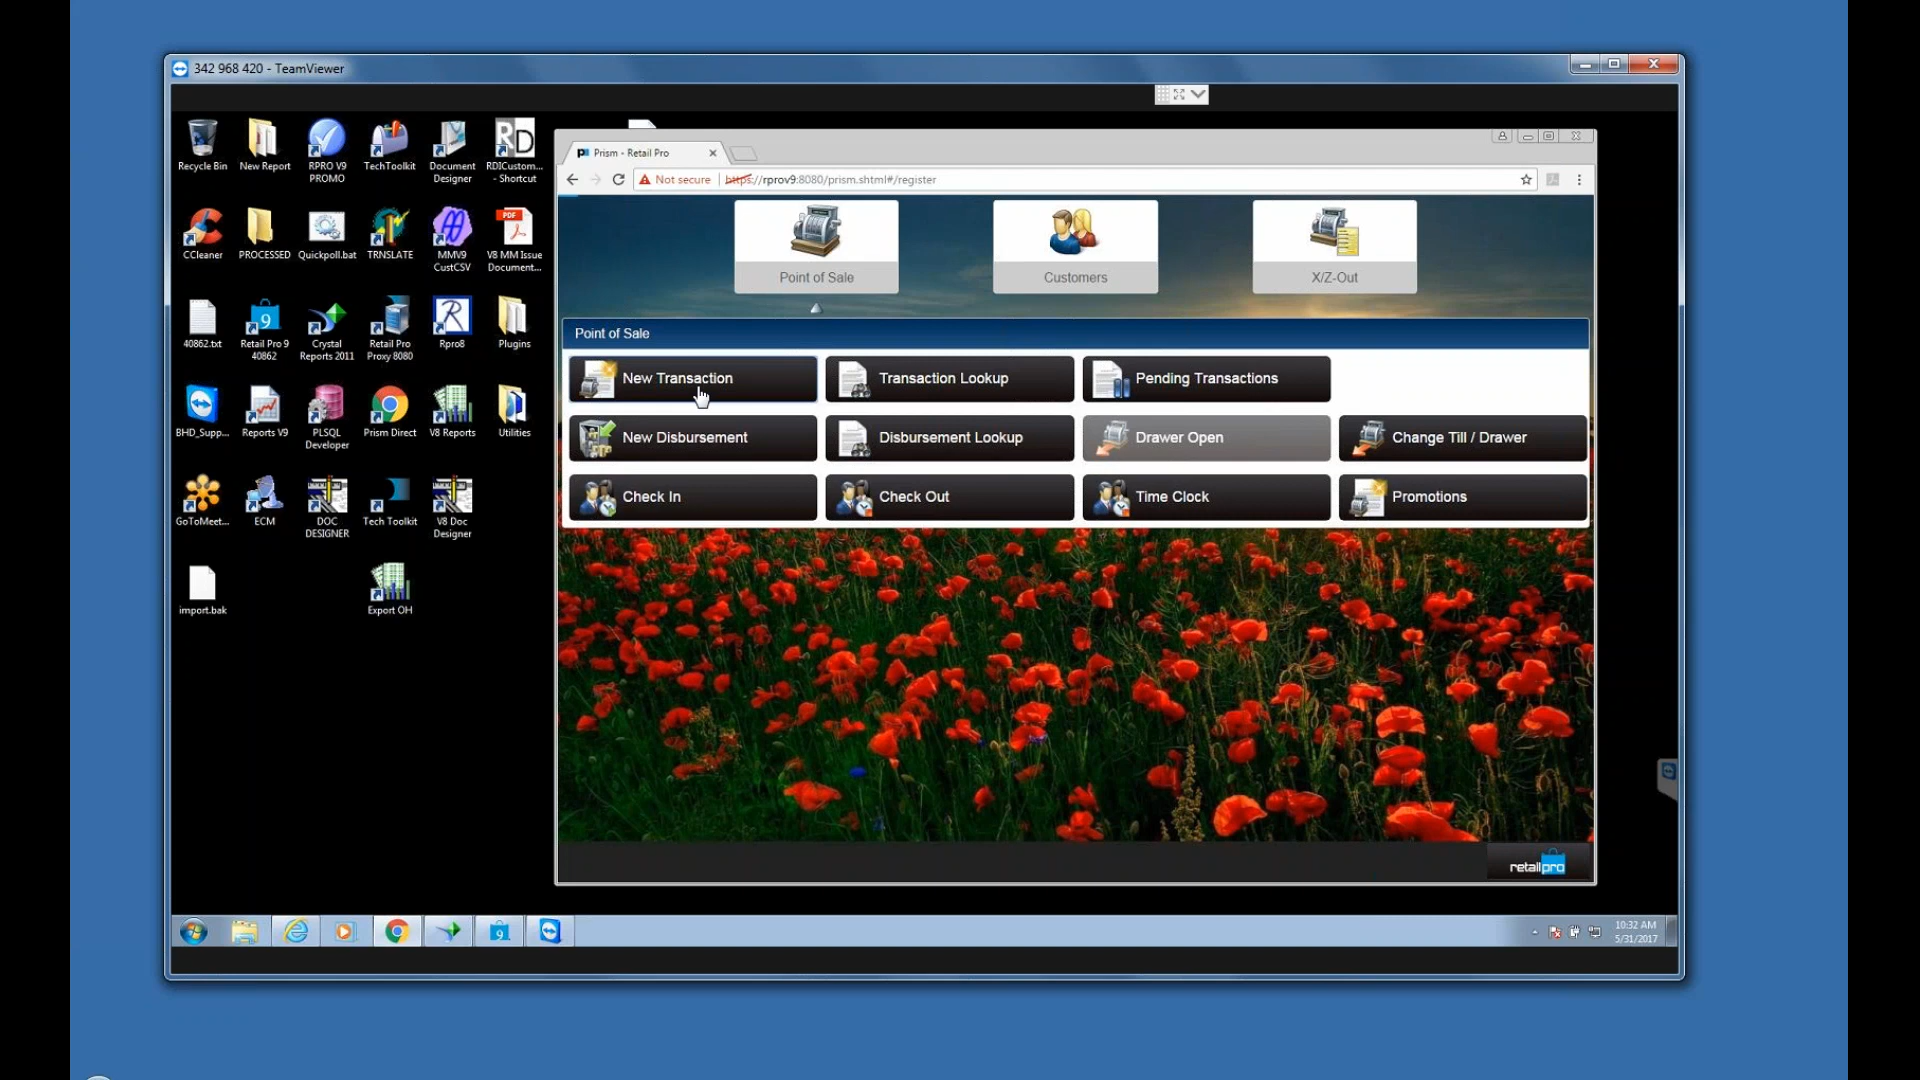 342 968 420 - TeamViewer
Recycle Bin
New Report
RPRO V9
PROMO
TechToolkit
Document
Designer
RDICustom...
- Shortcut
CCleaner
PROCESSED
Quickpoll.bat
TRNSLATE
MMV9
CustCSV
PDF
V8 MM Issue
Document...
40862.txt
Retail Pro 9
40862
Crystal
Reports 2011
Retail Pro
Proxy 8080
Rpro8
Plugins
BHD_Supp...
Reports V9
PLSQL
Developer
Prism Direct
V8 Reports
Utilities
GoToMeet...
ECM
DOC
DESIGNER
Tech Toolkit
V8 Doc
Designer
import.bak
Export OH
Prism - Retail Pro
Not secure
https://rprov9:8080/prism.shtml#/register
Point of Sale
Customers
X/Z-Out
Point of Sale
New Transaction
Transaction Lookup
Pending Transactions
New Disbursement
Disbursement Lookup
Drawer Open
Change Till / Drawer
Check In
Check Out
Time Clock
Promotions
retailpro
10:32 AM
5/31/2017